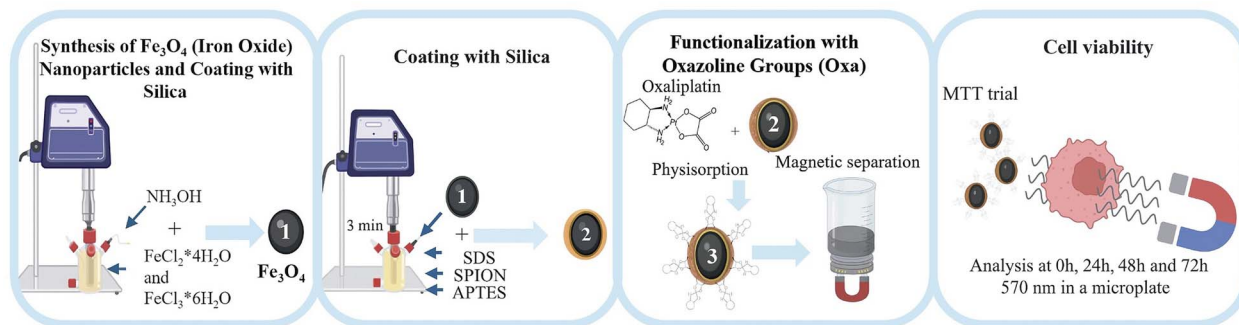 Synthesis of Fe₃O₄ (Iron Oxide)
Nanoparticles and Coating with
Silica
NH₃OH
+
FeCl₂*4H₂O
and
FeCl₃*6H₂O
1
Fe₃O₄
Coating with Silica
3 min
1
+
SDS
SPION
APTES
2
Functionalization with
Oxazoline Groups (Oxa)
Oxaliplatin
+
2
Physisorption
Magnetic separation
3
Cell viability
MTT trial
Analysis at 0h, 24h, 48h and 72h
570 nm in a microplate